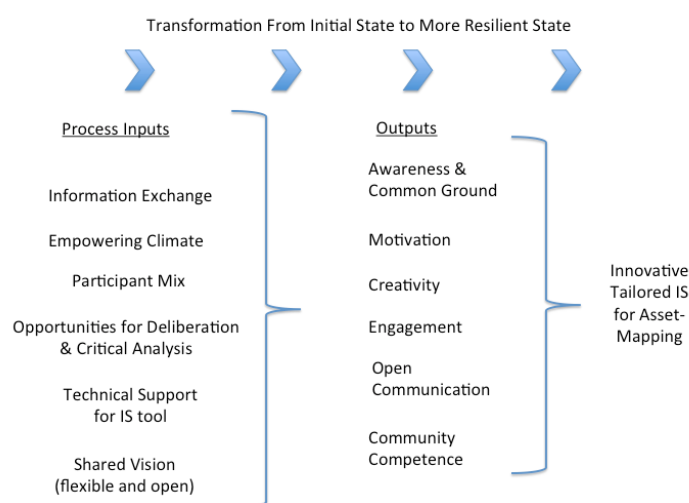 Transformation From Initial State to More Resilient State
Process Inputs
Information Exchange
Empowering Climate
Participant Mix
Opportunities for Deliberation
& Critical Analysis
Technical Support
for IS tool
Shared Vision
(flexible and open)
Outputs
Awareness &
Common Ground
Motivation
Creativity
Engagement
Open
Communication
Community
Competence
Innovative
Tailored IS
for Asset-
Mapping